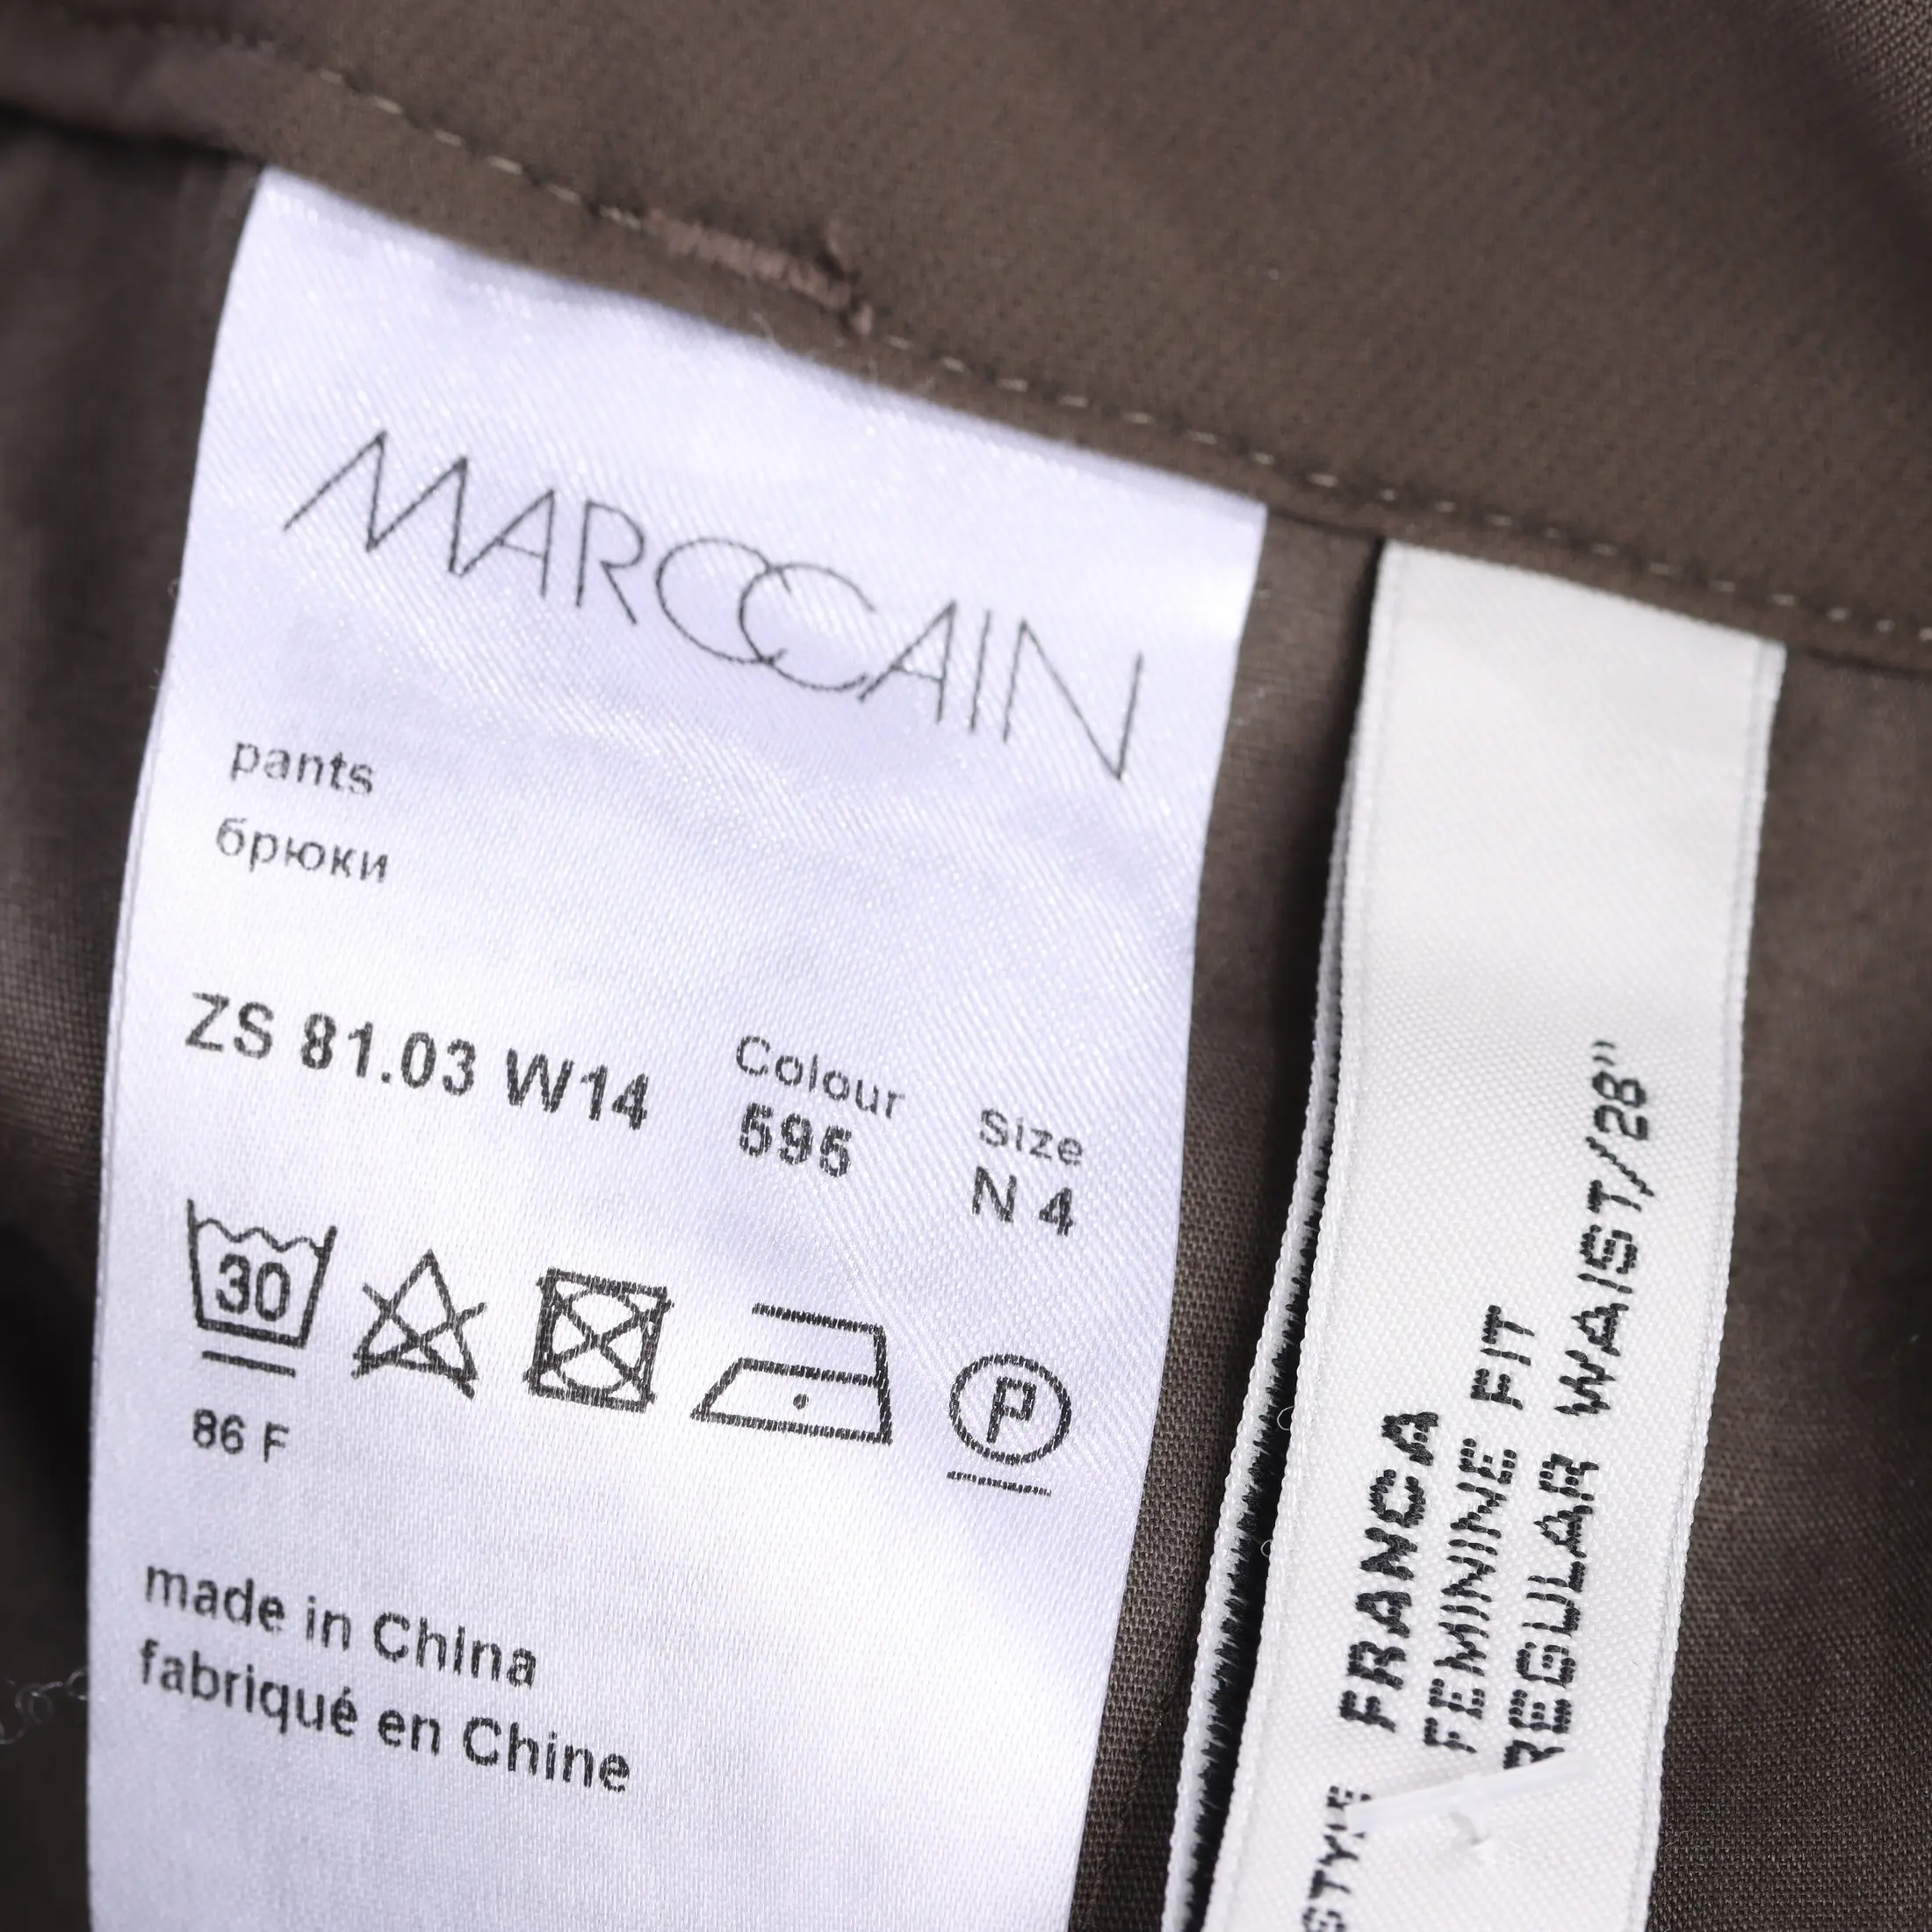 MARCCAIN
pants
брюки
ZS 81.03 W14
Colour
595
Size
N 4
30
P
86 F
made in China
fabriqué en Chine
STYLE FRANCA
FEMININE FIT
REGULAR WAIST/28"